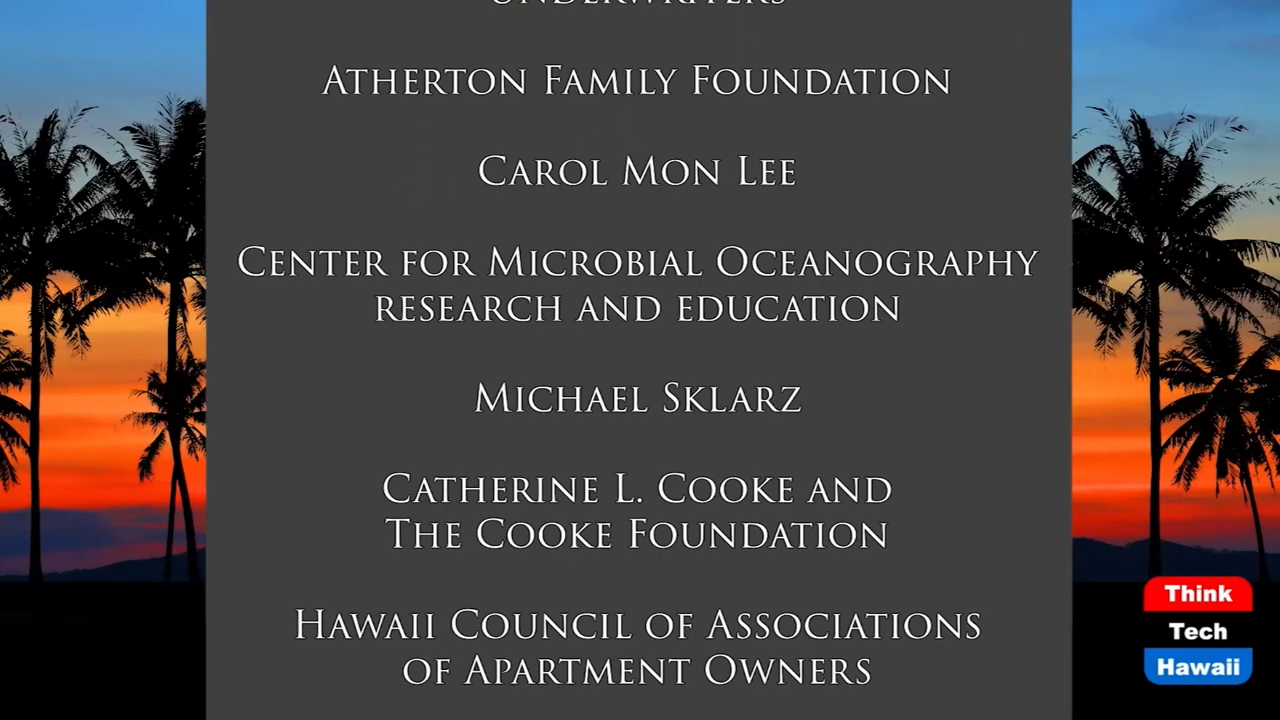 UNDERWRITERS
ATHERTON FAMILY FOUNDATION
CAROL MON LEE
CENTER FOR MICROBIAL OCEANOGRAPHY
RESEARCH AND EDUCATION
MICHAEL SKLARZ
CATHERINE L. COOKE AND
THE COOKE FOUNDATION
HAWAII COUNCIL OF ASSOCIATIONS
OF APARTMENT OWNERS
Think
Tech
Hawaii